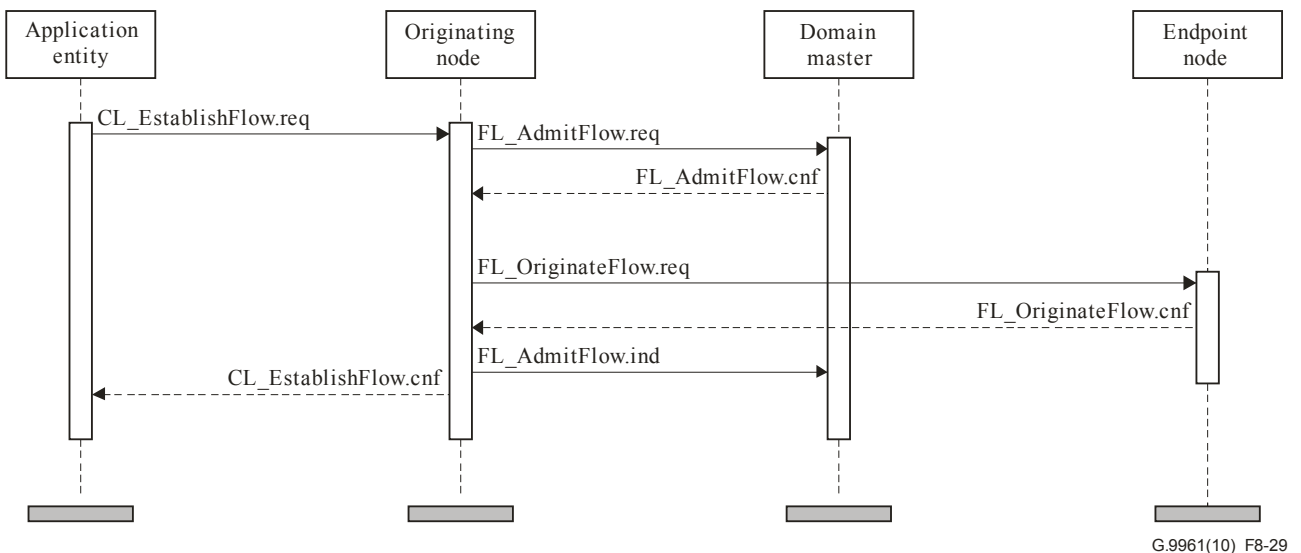 Application
entity
Originating
node
Domain
master
Endpoint
node
CL_EstablishFlow.req
FL_AdmitFlow.req
FL_AdmitFlow.cnf
FL_OriginateFlow.req
FL_OriginateFlow.cnf
FL_AdmitFlow.ind
CL_EstablishFlow.cnf
G.9961(10)_F8-29